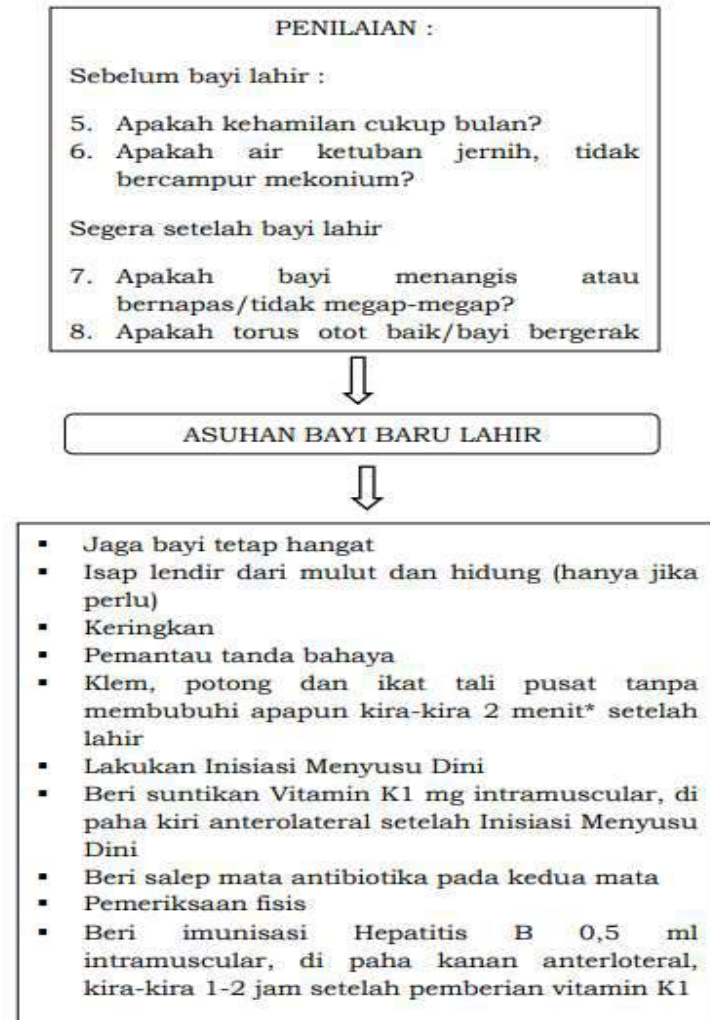 PENILAIAN :
Sebelum bayi lahir :
5. Apakah kehamilan cukup bulan?
6. Apakah air ketuban jernih, tidak
bercampur mekonium?
Segera setelah bayi lahir
7. Apakah bayi menangis atau
bernapas/tidak megap-megap?
8. Apakah torus otot baik/bayi bergerak
ASUHAN BAYI BARU LAHIR
▪ Jaga bayi tetap hangat
▪ Isap lendir dari mulut dan hidung (hanya jika
perlu)
▪ Keringkan
▪ Pemantau tanda bahaya
▪ Klem, potong dan ikat tali pusat tanpa
membubuhi apapun kira-kira 2 menit* setelah
lahir
▪ Lakukan Inisiasi Menyusu Dini
▪ Beri suntikan Vitamin K1 mg intramuscular, di
paha kiri anterolateral setelah Inisiasi Menyusu
Dini
▪ Beri salep mata antibiotika pada kedua mata
▪ Pemeriksaan fisis
▪ Beri imunisasi Hepatitis B 0,5 ml
intramuscular, di paha kanan anterloteral,
kira-kira 1-2 jam setelah pemberian vitamin K1